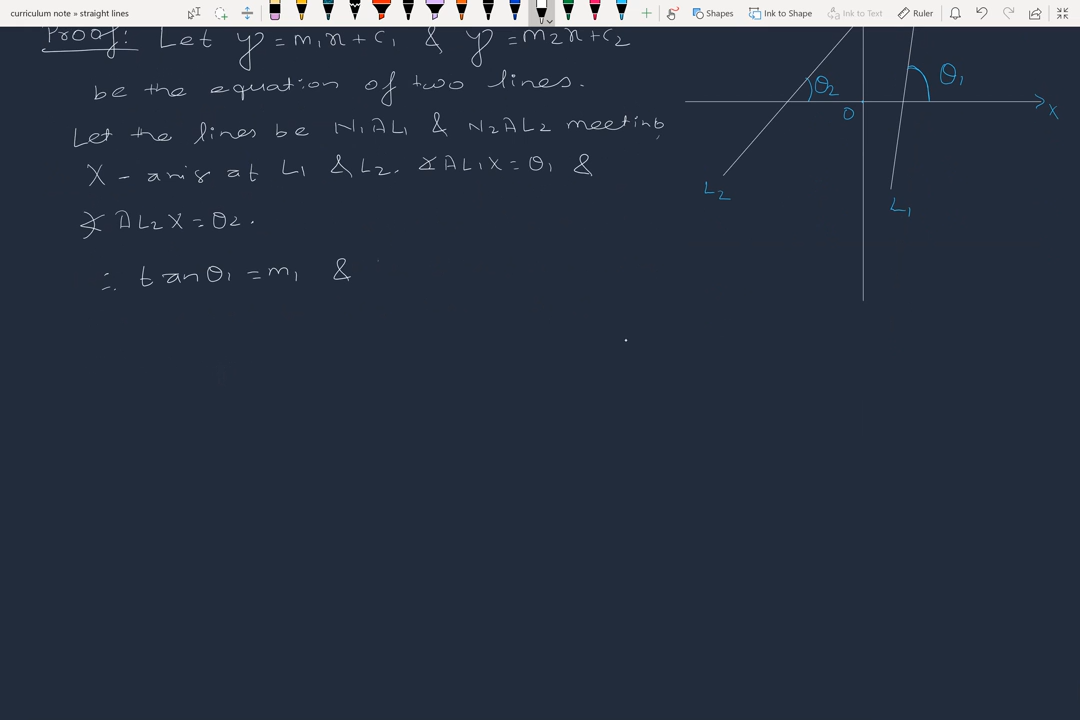 curriculum note » straight lines
Shapes
Ink to Shape
Ink to Text
Ruler
Proof: Let y = m₁x + c₁ & y = m₂x + c₂
be the equation of two lines.
Let the lines be N₁AL₁ & N₂AL₂ meeting
X - axis at L₁ & L₂. ∡AL₁X = θ₁ &
∡AL₂X = θ₂.
∴ tanθ₁ = m₁ &
θ₂
θ₁
O
X
L₂
L₁